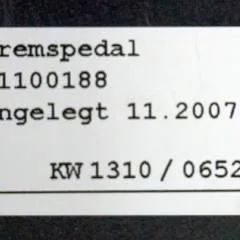 remspedal
1100188
ngelegt 11.2007
KW 1310 / 0652